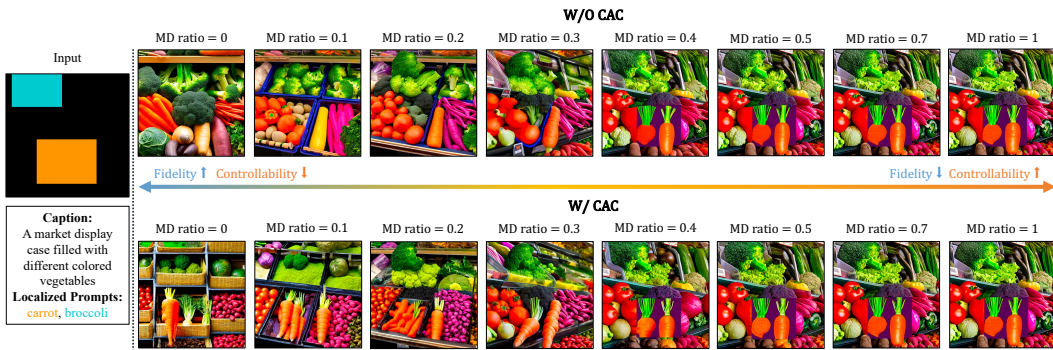 W/O CAC
Input
MD ratio = 0 MD ratio = 0.1 MD ratio = 0.2 MD ratio = 0.3 MD ratio = 0.4 MD ratio = 0.5 MD ratio = 0.7 MD ratio = 1
Fidelity ⬆ Controllability ⬇ Fidelity ⬇ Controllability ⬆
W/ CAC
MD ratio = 0 MD ratio = 0.1 MD ratio = 0.2 MD ratio = 0.3 MD ratio = 0.4 MD ratio = 0.5 MD ratio = 0.7 MD ratio = 1
Caption:
A market display
case filled with
different colored
vegetables
Localized Prompts:
carrot, broccoli